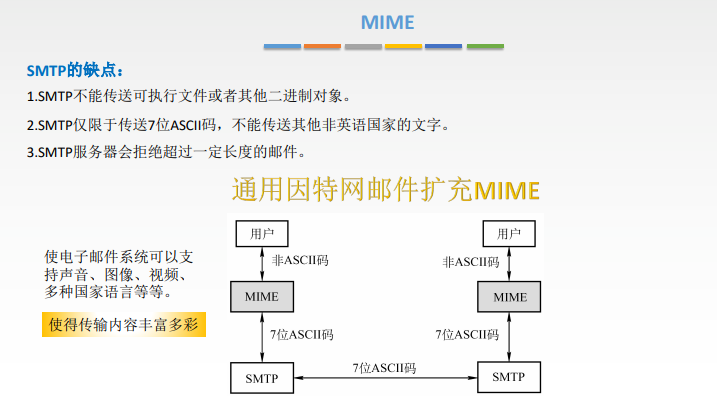 MIME
SMTP的缺点：
1.SMTP不能传送可执行文件或者其他二进制对象。
2.SMTP仅限于传送7位ASCII码，不能传送其他非英语国家的文字。
3.SMTP服务器会拒绝超过一定长度的邮件。
通用因特网邮件扩充MIME
使电子邮件系统可以支
持声音、图像、视频、
多种国家语言等等。
使得传输内容丰富多彩
用户
用户
非ASCII码
非ASCII码
MIME
MIME
7位ASCII码
7位ASCII码
7位ASCII码
SMTP
SMTP